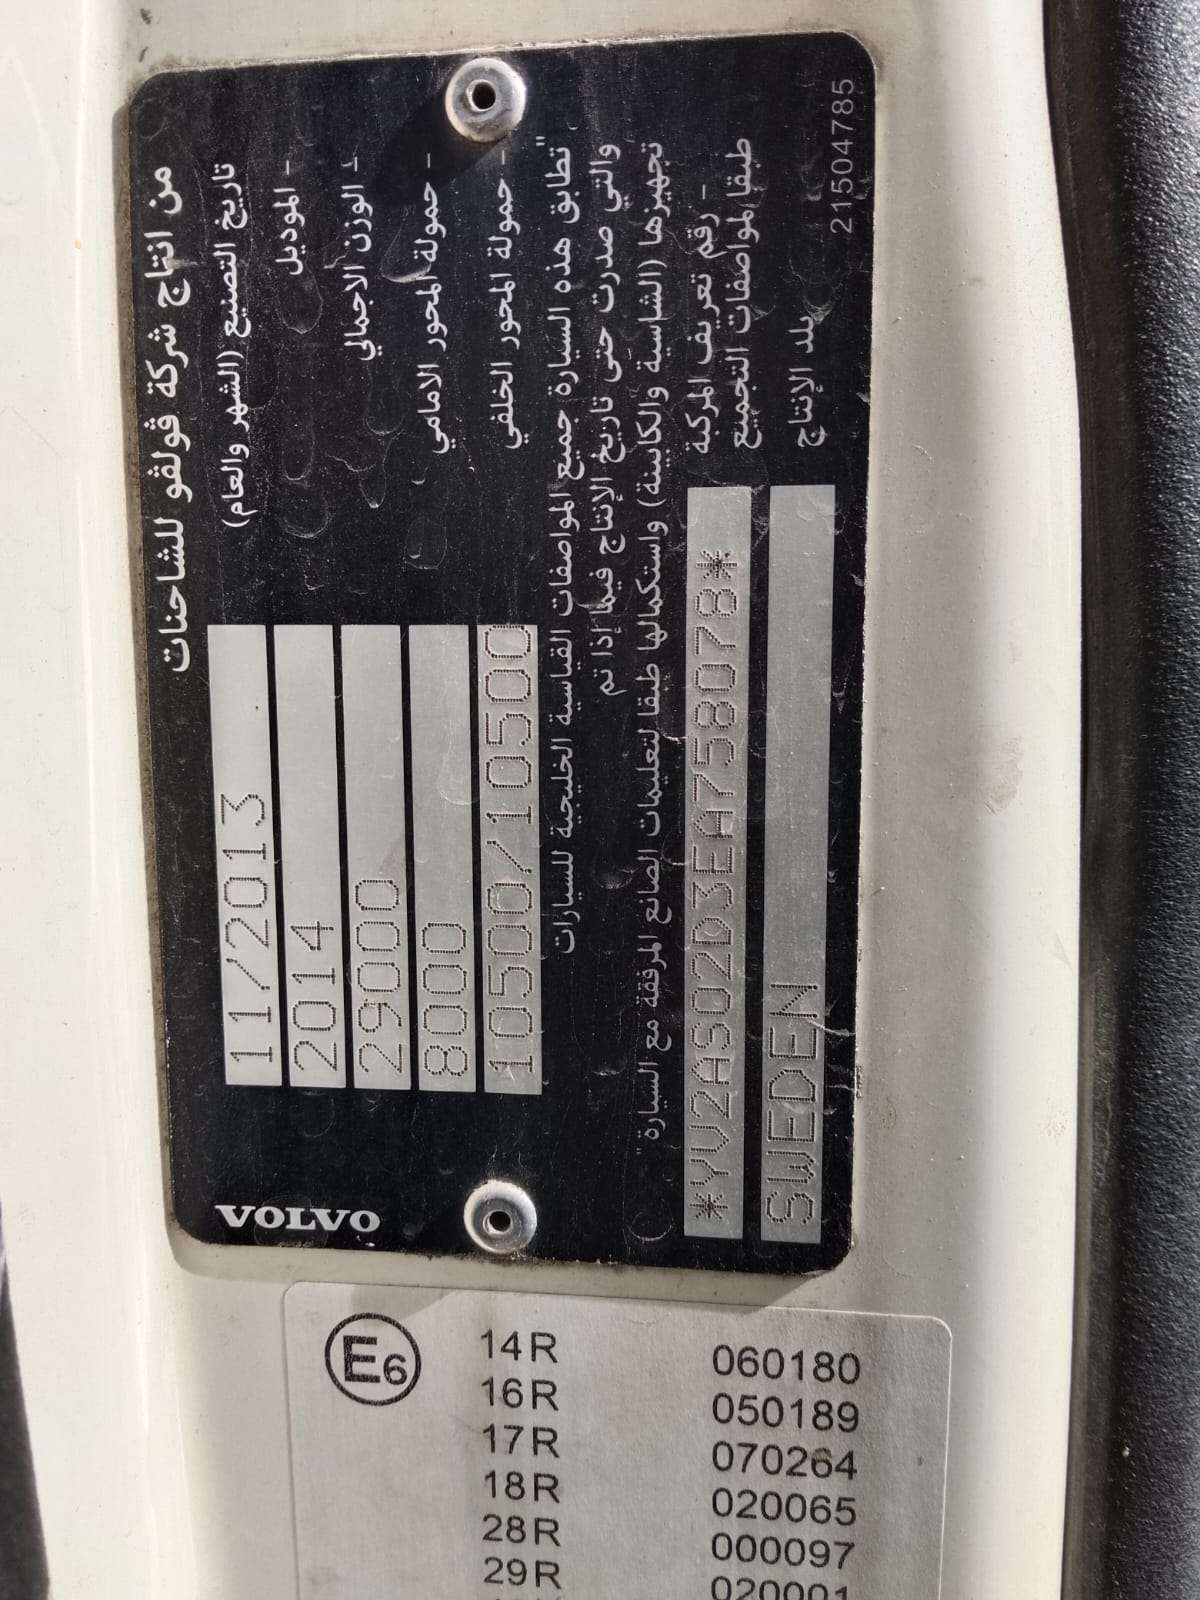 من انتاج شركة ڤولڤو للشاحنات
VOLVO
تاريخ التصنيع (الشهر والعام)
11/2013
- الموديل
2014
- الوزن الاجمالي
29000
- حمولة المحور الامامي
8000
- حمولة المحور الخلفي
10500/10500
"تطابق هذه السيارة جميع المواصفات القياسية الخليجية للسيارات
والتي صدرت حتى تاريخ الإنتاج فيما إذا تم
تجهيزها (الشاسية والكابينة) واستكمالها طبقا لتعليمات الصانع المرفقة مع السيارة"
- رقم تعريف المركبة
طبقا لمواصفات التجميع
*YV2AS02D3EA758078*
بلد الإنتاج
SWEDEN
21504785
E6
14R 060180
16R 050189
17R 070264
18R 020065
28R 000097
29R 020001